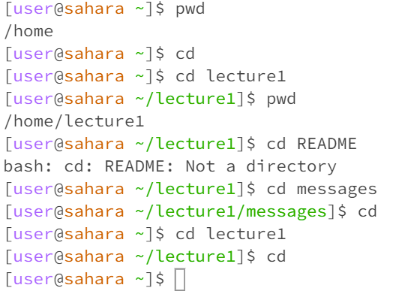 [user@sahara ~]$ pwd
/home
[user@sahara ~]$ cd
[user@sahara ~]$ cd lecture1
[user@sahara ~/lecture1]$ pwd
/home/lecture1
[user@sahara ~/lecture1]$ cd README
bash: cd: README: Not a directory
[user@sahara ~/lecture1]$ cd messages
[user@sahara ~/lecture1/messages]$ cd
[user@sahara ~]$ cd lecture1
[user@sahara ~/lecture1]$ cd
[user@sahara ~]$